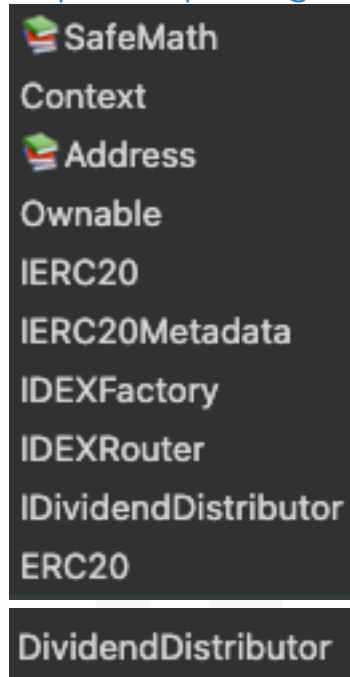 📚SafeMath
Context
📚Address
Ownable
IERC20
IERC20Metadata
IDEXFactory
IDEXRouter
IDividendDistributor
ERC20
DividendDistributor